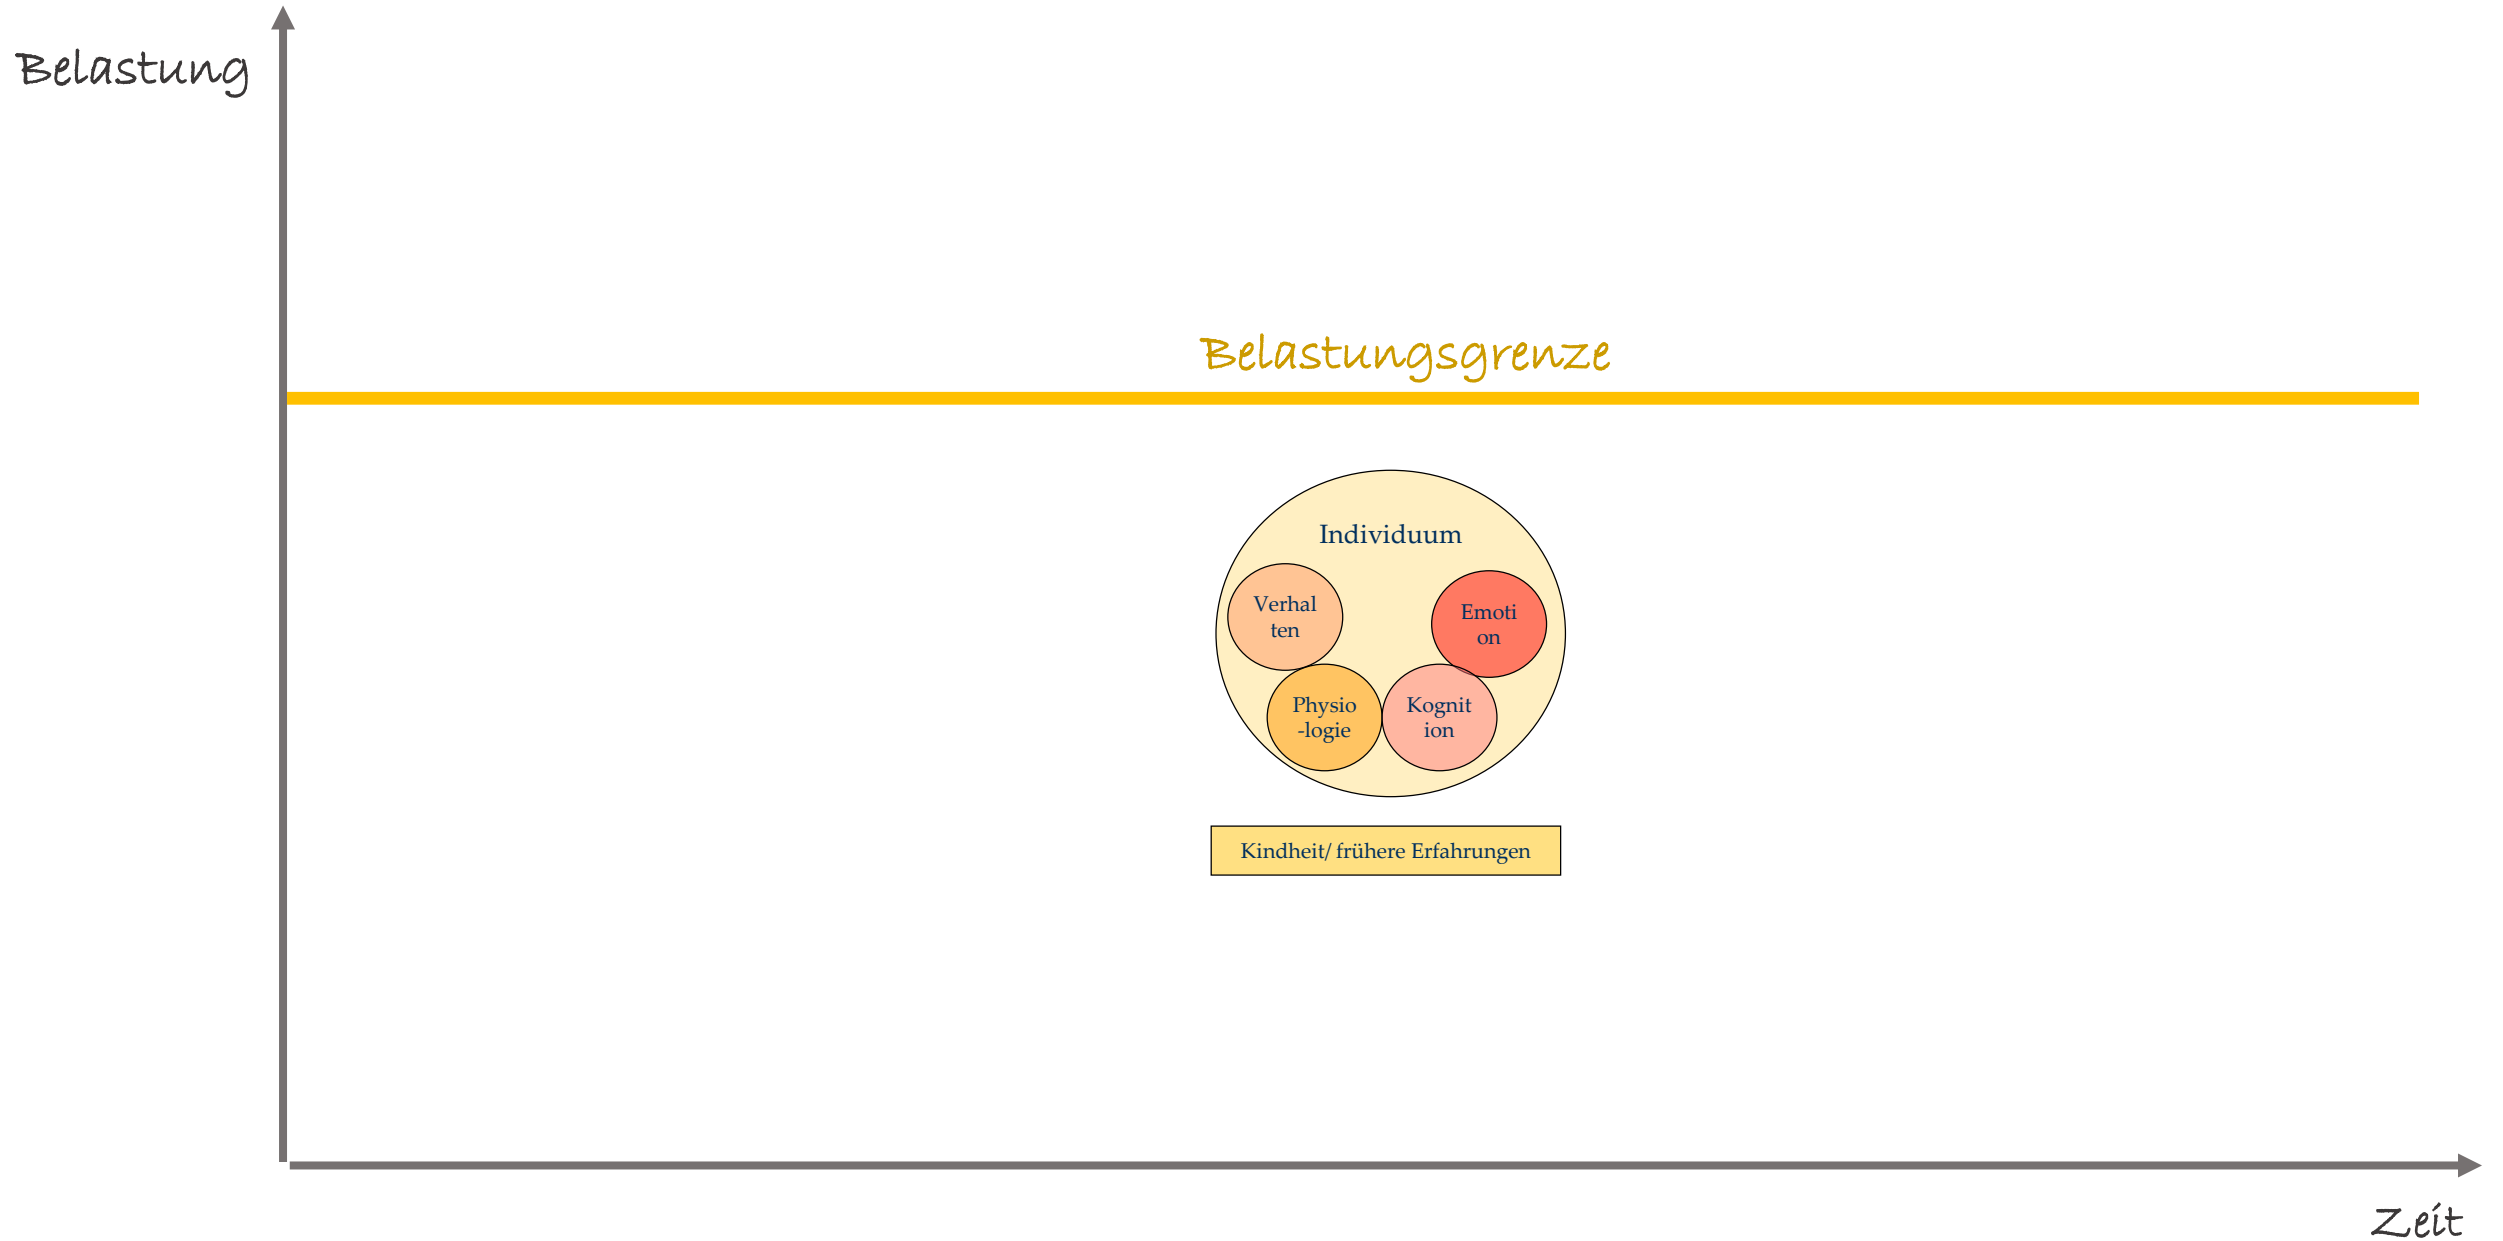 Belastung
Belastungsgrenze
Individuum
Verhal
ten
Emoti
on
Physio
-logie
Kognit
ion
Kindheit/ frühere Erfahrungen
Zeit